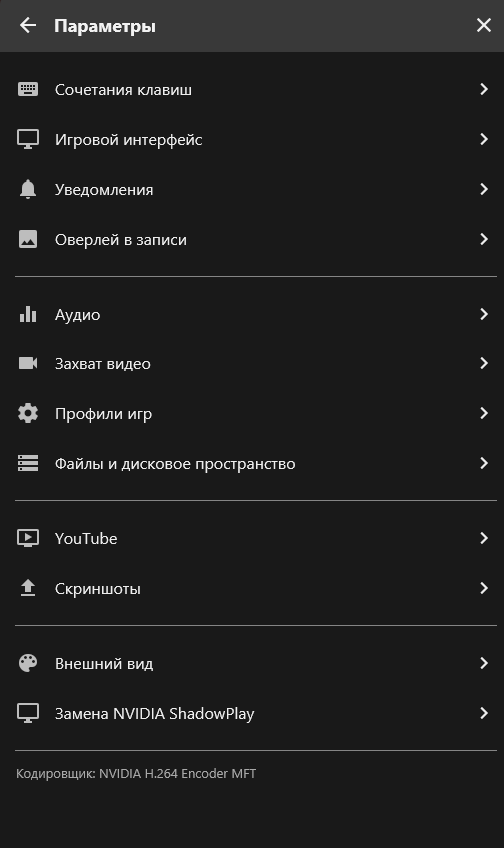 Параметры
Сочетания клавиш
Игровой интерфейс
Уведомления
Оверлей в записи
Аудио
Захват видео
Профили игр
Файлы и дисковое пространство
YouTube
Скриншоты
Внешний вид
Замена NVIDIA ShadowPlay
Кодировщик: NVIDIA H.264 Encoder MFT